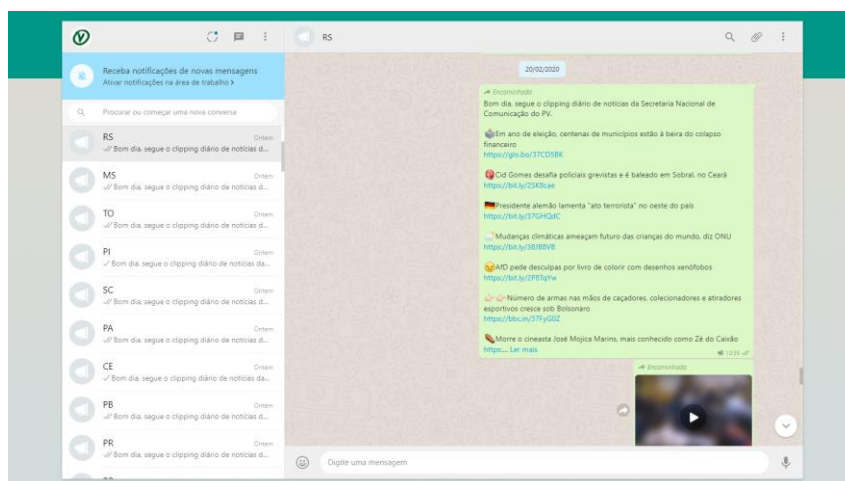 RS
Receba notificações de novas mensagens
Ativar notificações na área de trabalho >
Procurar ou começar uma nova conversa
RS Ontem
Bom dia, segue o clipping diário de notícias d...
MS Ontem
Bom dia, segue o clipping diário de notícias d...
TO Ontem
Bom dia, segue o clipping diário de notícias d...
PI Ontem
Bom dia, segue o clipping diário de notícias da...
SC Ontem
Bom dia, segue o clipping diário de notícias d...
PA Ontem
Bom dia, segue o clipping diário de notícias d...
CE Ontem
Bom dia, segue o clipping diário de notícias da...
PB Ontem
Bom dia, segue o clipping diário de notícias d...
PR Ontem
Bom dia, segue o clipping diário de notícias d...
20/02/2020
Encaminhada
Bom dia, segue o clipping diário de notícias da Secretaria Nacional de
Comunicação do PV.
Em ano de eleição, centenas de municípios estão à beira do colapso
financeiro
https://glo.bo/37CDSBK
Cid Gomes desafia policiais grevistas e é baleado em Sobral, no Ceará
https://bit.ly/2SK8cae
Presidente alemão lamenta "ato terrorista" no oeste do país
https://bit.ly/37GHQdC
Mudanças climáticas ameaçam futuro das crianças do mundo, diz ONU
AfD pede desculpas por livro de colorir com desenhos xenófobos
https://bit.ly/2P8TqYw
Número de armas nas mãos de caçadores, colecionadores e atiradores
esportivos cresce sob Bolsonaro
https://bbc.in/37FyG0Z
Morre o cineasta José Mojica Marins, mais conhecido como Zé do Caixão
https:... Ler mais
10:35
Encaminhada
Digite uma mensagem